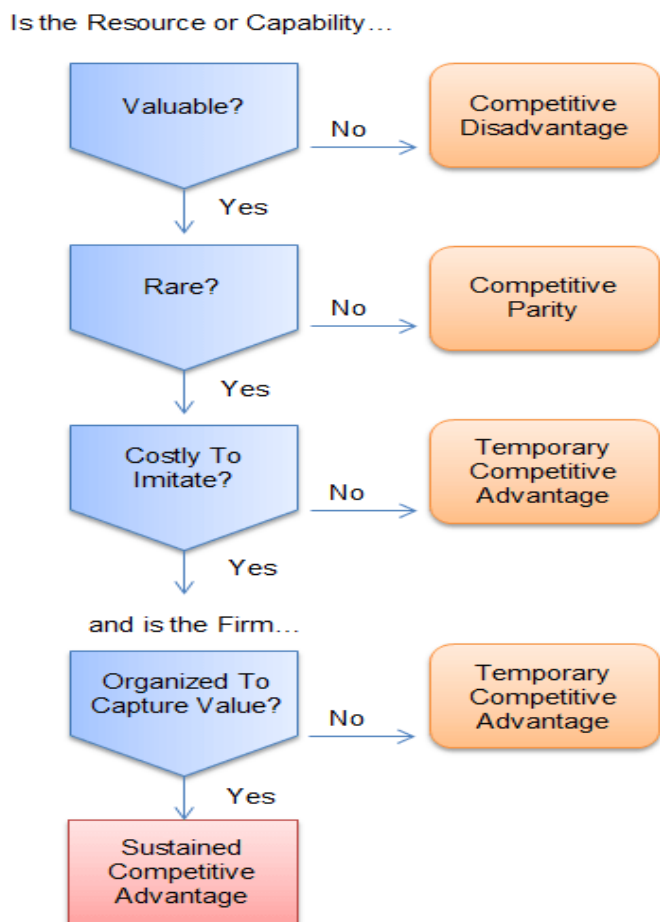 Is the Resource or Capability...
Valuable?
No
Competitive
Disadvantage
Yes
Rare?
No
Competitive
Parity
Yes
Costly To
Imitate?
No
Temporary
Competitive
Advantage
Yes
and is the Firm...
Organized To
Capture Value?
No
Temporary
Competitive
Advantage
Yes
Sustained
Competitive
Advantage